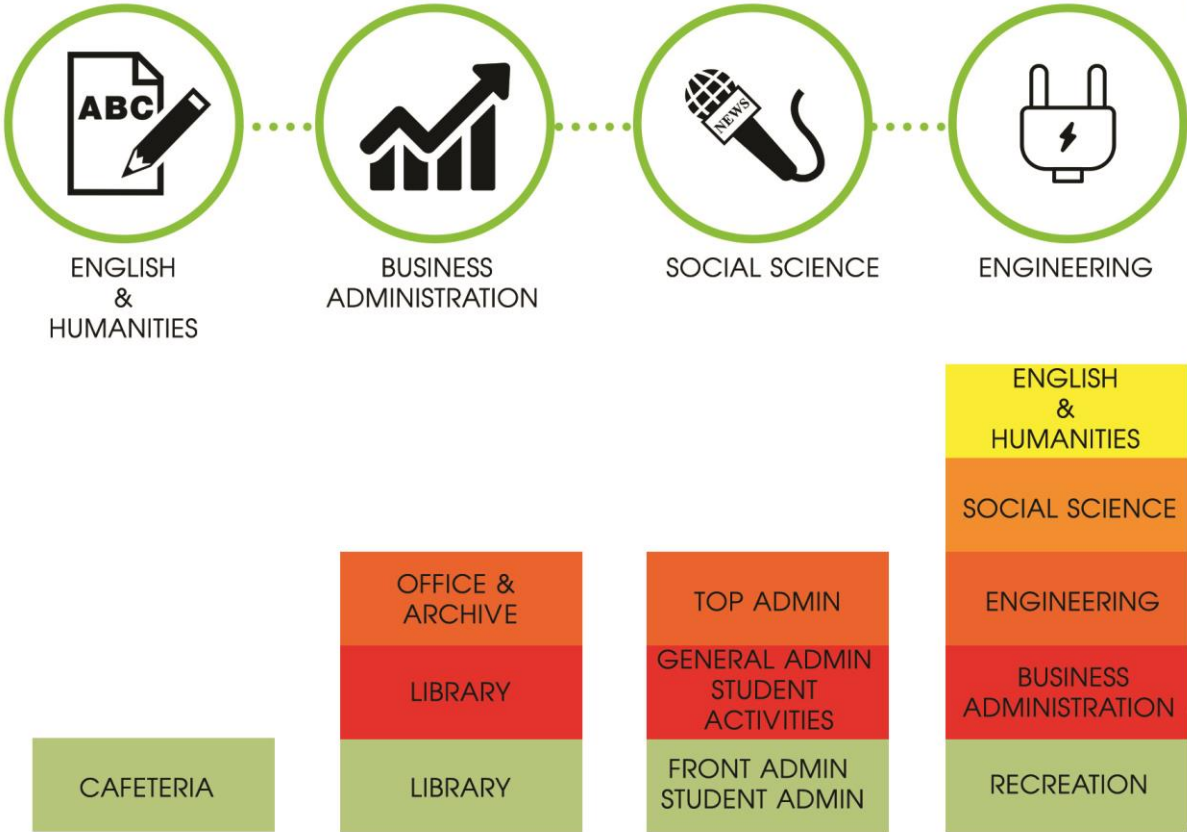 ABC
NEWS
ENGLISH
&
HUMANITIES
BUSINESS
ADMINISTRATION
SOCIAL SCIENCE
ENGINEERING
CAFETERIA
OFFICE &
ARCHIVE
LIBRARY
LIBRARY
TOP ADMIN
GENERAL ADMIN
STUDENT
ACTIVITIES
FRONT ADMIN
STUDENT ADMIN
ENGLISH
&
HUMANITIES
SOCIAL SCIENCE
ENGINEERING
BUSINESS
ADMINISTRATION
RECREATION